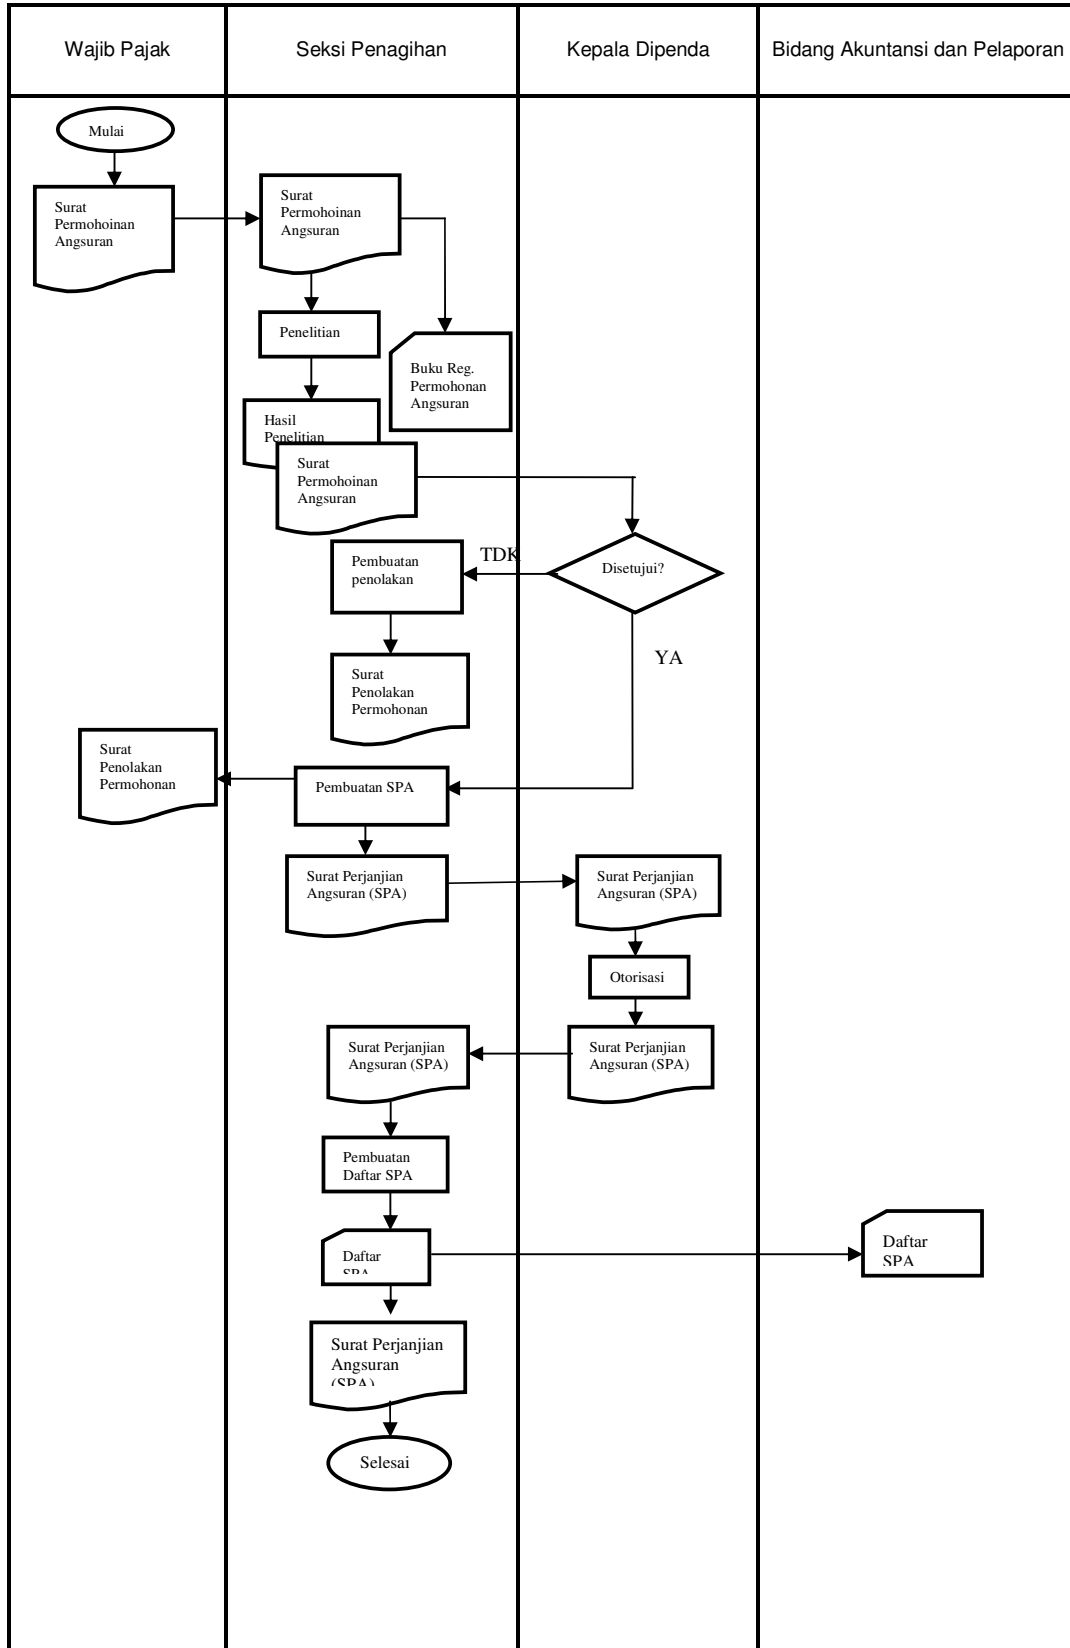 Wajib Pajak
Seksi Penagihan
Kepala Dipenda
Bidang Akuntansi dan Pelaporan
Mulai
Surat
Permohoinan
Angsuran
Surat
Permohoinan
Angsuran
Penelitian
Buku Reg.
Permohonan
Angsuran
Hasil
Penelitian
Surat
Permohoinan
Angsuran
Disetujui?
TDK
Pembuatan
penolakan
YA
Surat
Penolakan
Permohonan
Surat
Penolakan
Permohonan
Pembuatan SPA
Surat Perjanjian
Angsuran (SPA)
Surat Perjanjian
Angsuran (SPA)
Otorisasi
Surat Perjanjian
Angsuran (SPA)
Surat Perjanjian
Angsuran (SPA)
Pembuatan
Daftar SPA
Daftar
SPA
Daftar
SPA
Surat Perjanjian
Angsuran
(SPA)
Selesai